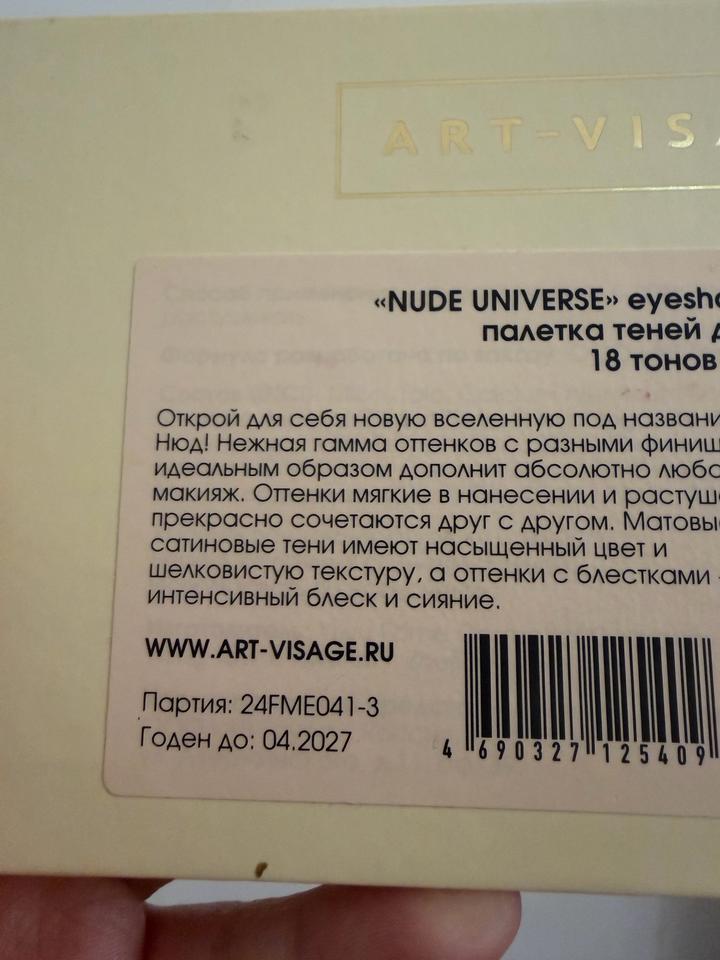 ART-VISA
«NUDE UNIVERSE» eyesh
палетка теней
18 тонов
Открой для себя новую вселенную под названи
Нюд! Нежная гамма оттенков с разными финиш
идеальным образом дополнит абсолютно любо
макияж. Оттенки мягкие в нанесении и растуш
прекрасно сочетаются друг с другом. Матовы
сатиновые тени имеют насыщенный цвет и
шелковистую текстуру, а оттенки с блестками -
интенсивный блеск и сияние.
WWW.ART-VISAGE.RU
Партия: 24FME041-3
Годен до: 04.2027
4 690327 125409